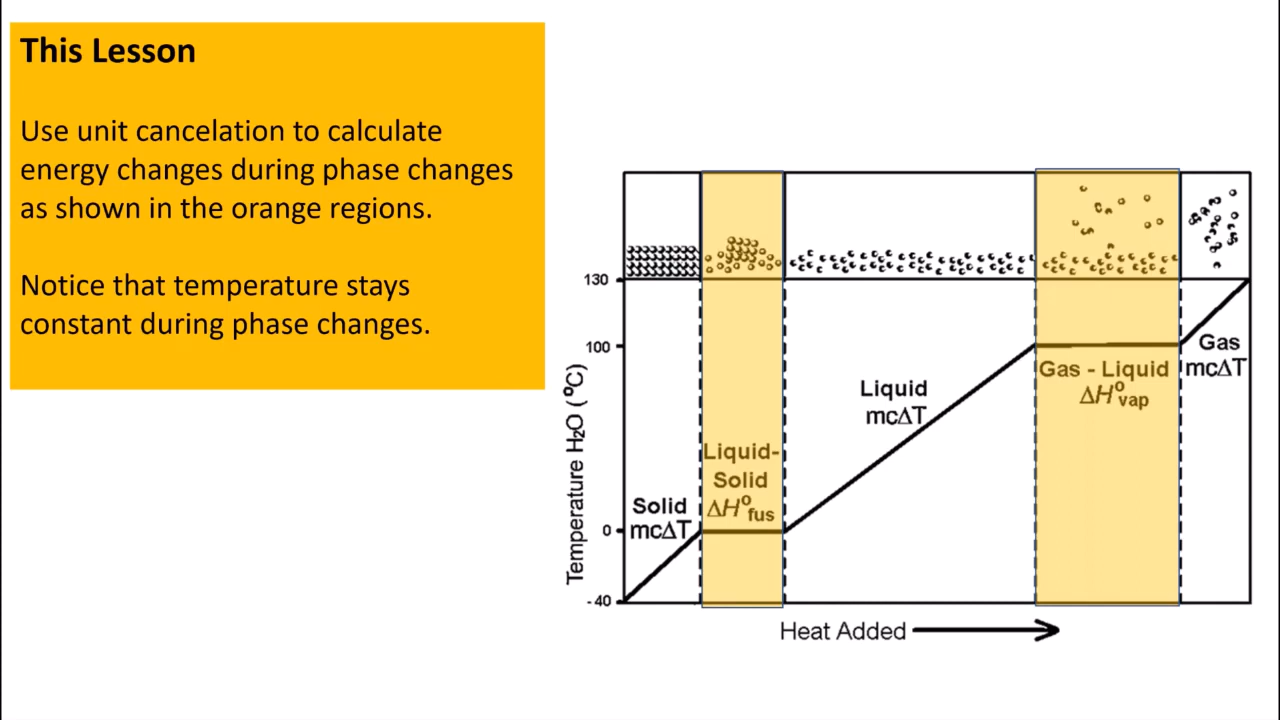 This Lesson
Use unit cancelation to calculate
energy changes during phase changes
as shown in the orange regions.
Notice that temperature stays
constant during phase changes.
130
100
0
-40
Temperature H₂O (°C)
Solid
mcΔT
Liquid-
Solid
ΔH°fus
Liquid
mcΔT
Gas - Liquid
ΔH°vap
Gas
mcΔT
Heat Added